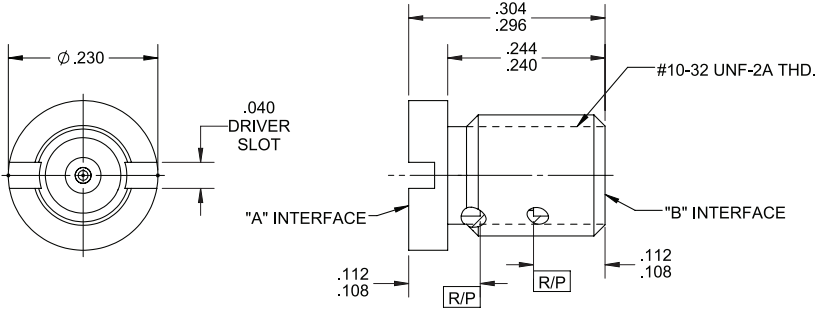 .304
.296
.244
.240
Ø .230
#10-32 UNF-2A THD.
.040
DRIVER
SLOT
"A" INTERFACE
"B" INTERFACE
.112
.108
R/P
R/P
.112
.108